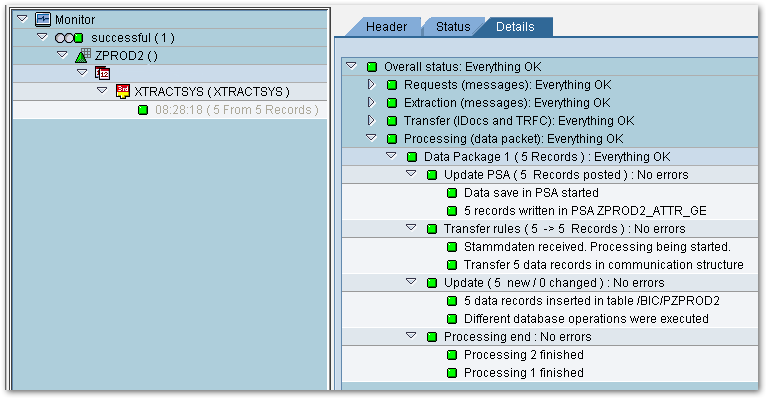 Monitor
successful ( 1 )
ZPROD2 ()
12
3rd
XTRACTSYS ( XTRACTSYS )
08:28:18 ( 5 From 5 Records )
Header
Status
Details
Overall status: Everything OK
Requests (messages): Everything OK
Extraction (messages): Everything OK
Transfer (IDocs and TRFC): Everything OK
Processing (data packet): Everything OK
Data Package 1 ( 5 Records ) : Everything OK
Update PSA ( 5 Records posted ) : No errors
Data save in PSA started
5 records written in PSA ZPROD2_ATTR_GE
Transfer rules ( 5 -> 5 Records ) : No errors
Stammdaten received. Processing being started.
Transfer 5 data records in communication structure
Update ( 5 new / 0 changed ) : No errors
5 data records inserted in table /BIC/PZPROD2
Different database operations were executed
Processing end : No errors
Processing 2 finished
Processing 1 finished